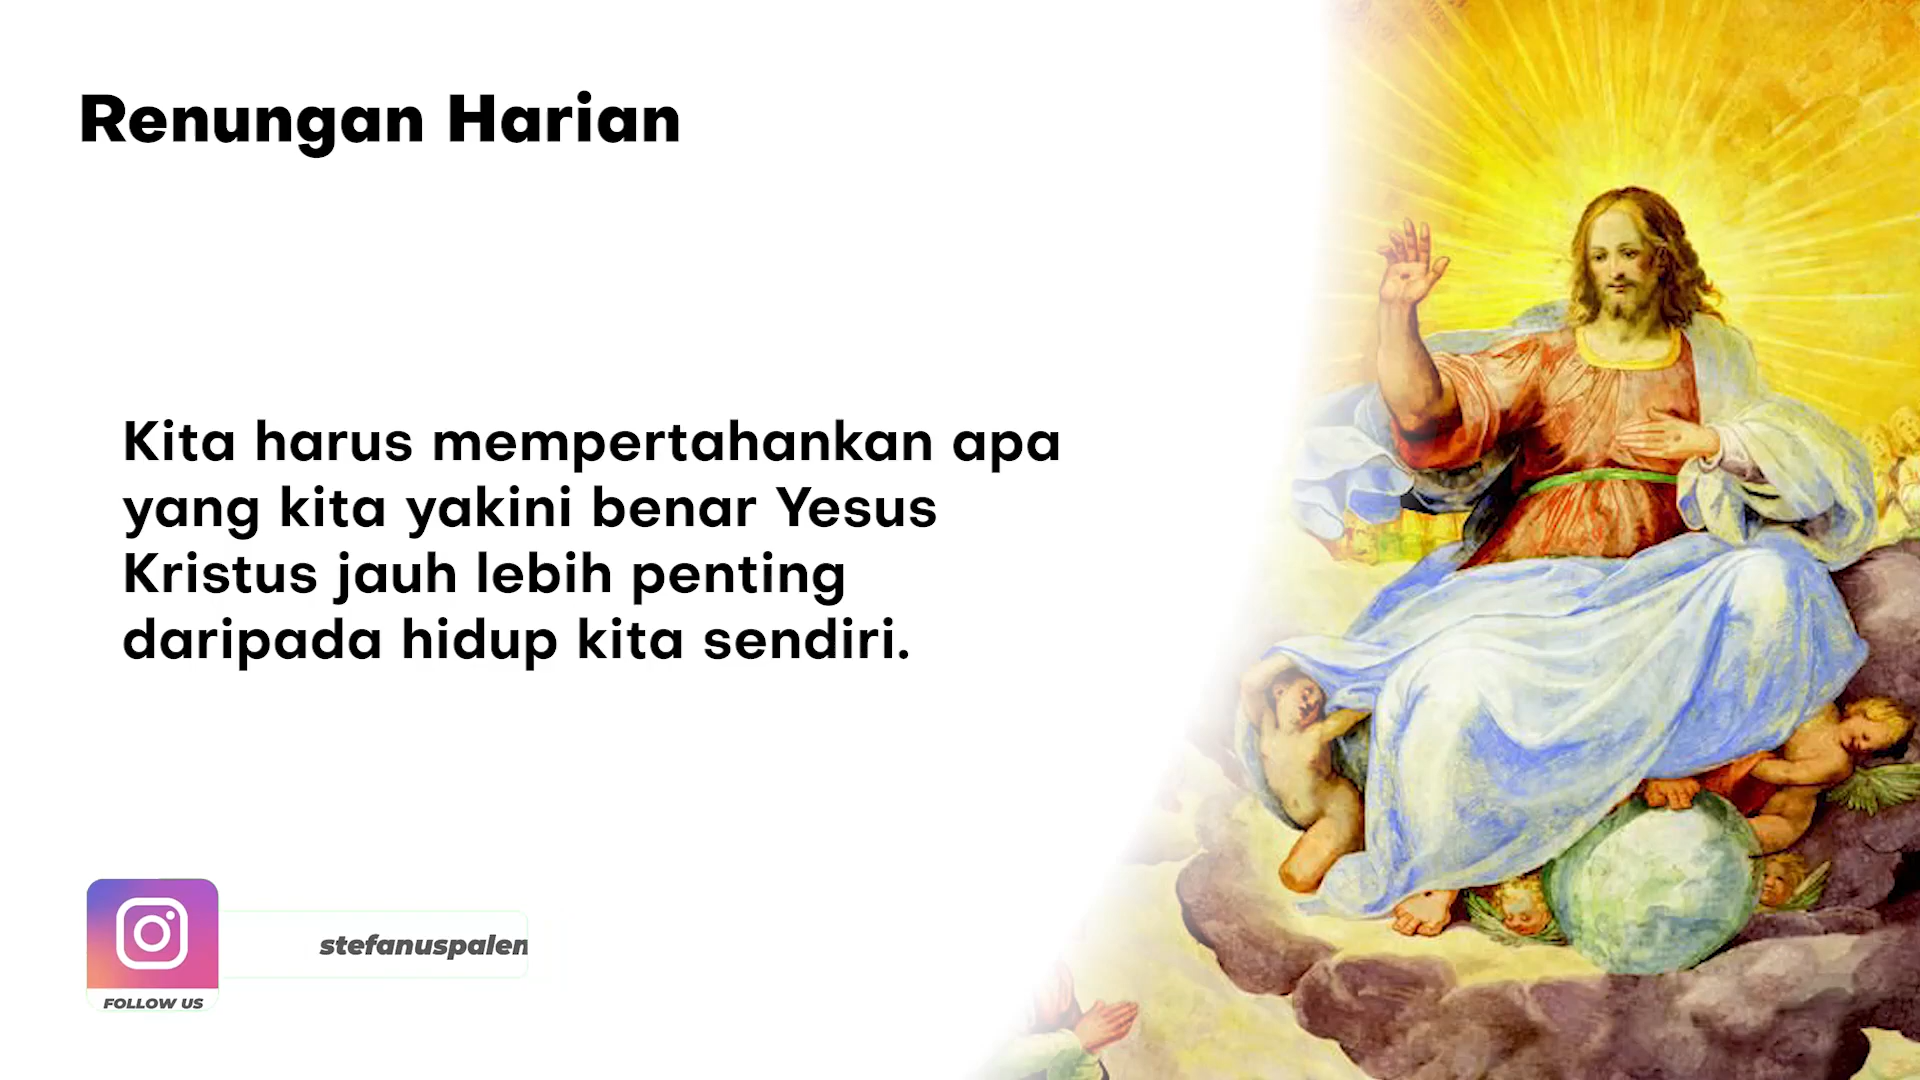 Renungan Harian
Kita harus mempertahankan apa
yang kita yakini benar Yesus
Kristus jauh lebih penting
daripada hidup kita sendiri.
stefanuspalen
FOLLOW US